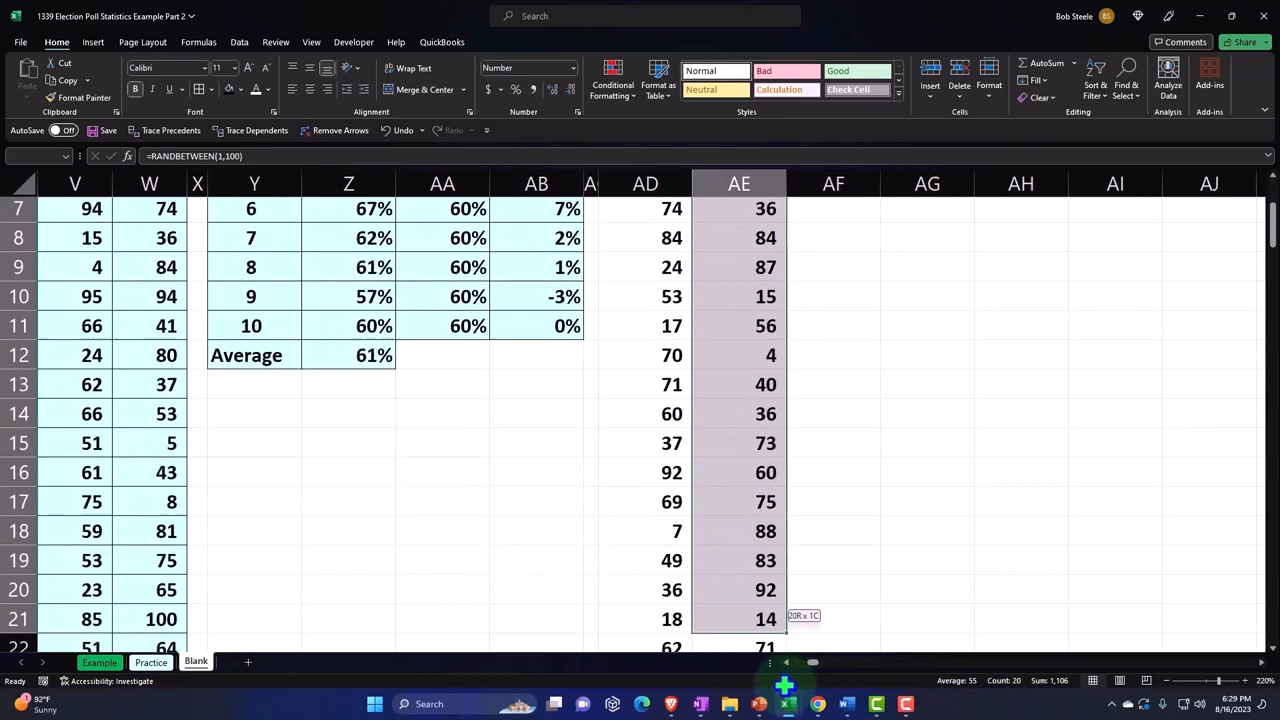 1339 Election Poll Statistics Example Part 2
Search
Bob Steele
BS
File Home Insert Page Layout Formulas Data Review View Developer Help QuickBooks
Comments
Share
Cut
Copy
Format Painter
Clipboard
Calibri
11
Font
Wrap Text
Merge & Center
Alignment
Number
Number
Conditional Formatting
Format as Table
Normal Bad Good
Neutral Calculation Check Cell
Styles
Insert Delete Format
Cells
AutoSum
Fill
Clear
Sort & Filter
Find & Select
Editing
Analyze Data
Analysis
Add-ins
Add-ins
AutoSave Off Save Trace Precedents Trace Dependents Remove Arrows Undo Redo
=RANDBETWEEN(1,100)
V W X Y Z AA AB AD AE AF AG AH AI AJ
7 94 74 6 67% 60% 7% 74 36
8 15 36 7 62% 60% 2% 84 84
9 4 84 8 61% 60% 1% 24 87
10 95 94 9 57% 60% -3% 53 15
11 66 41 10 60% 60% 0% 17 56
12 24 80 Average 61% 70 4
13 62 37 71 40
14 66 53 60 36
15 51 5 37 73
16 61 43 92 60
17 75 8 69 75
18 59 81 7 88
19 53 75 49 83
20 23 65 36 92
21 85 100 18 14
20R x 1C
22 51 64 62 71
Example Practice Blank
Ready
Accessibility: Investigate
Average: 55 Count: 20 Sum: 1,106
220%
92°F
Sunny
Search
6:29 PM
8/16/2023